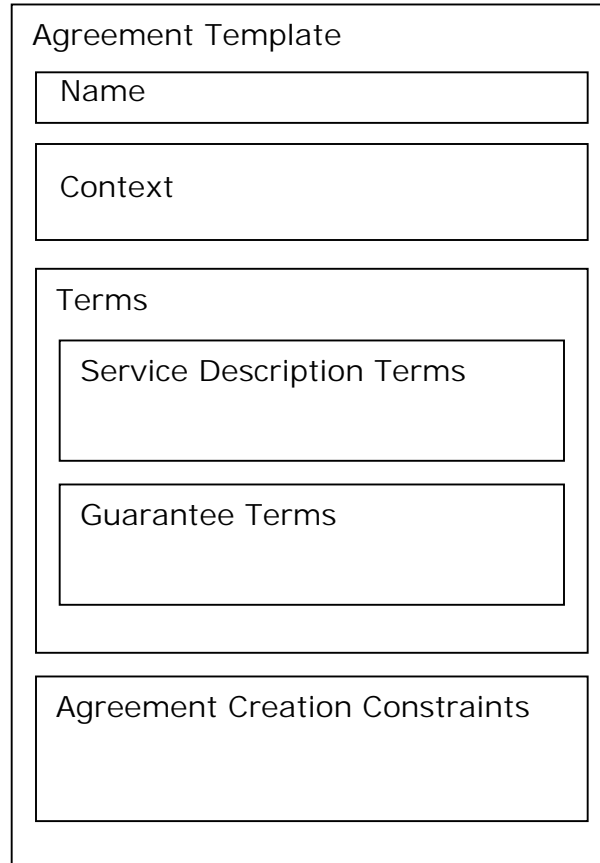 Agreement Template
Name
Context
Terms
Service Description Terms
Guarantee Terms
Agreement Creation Constraints